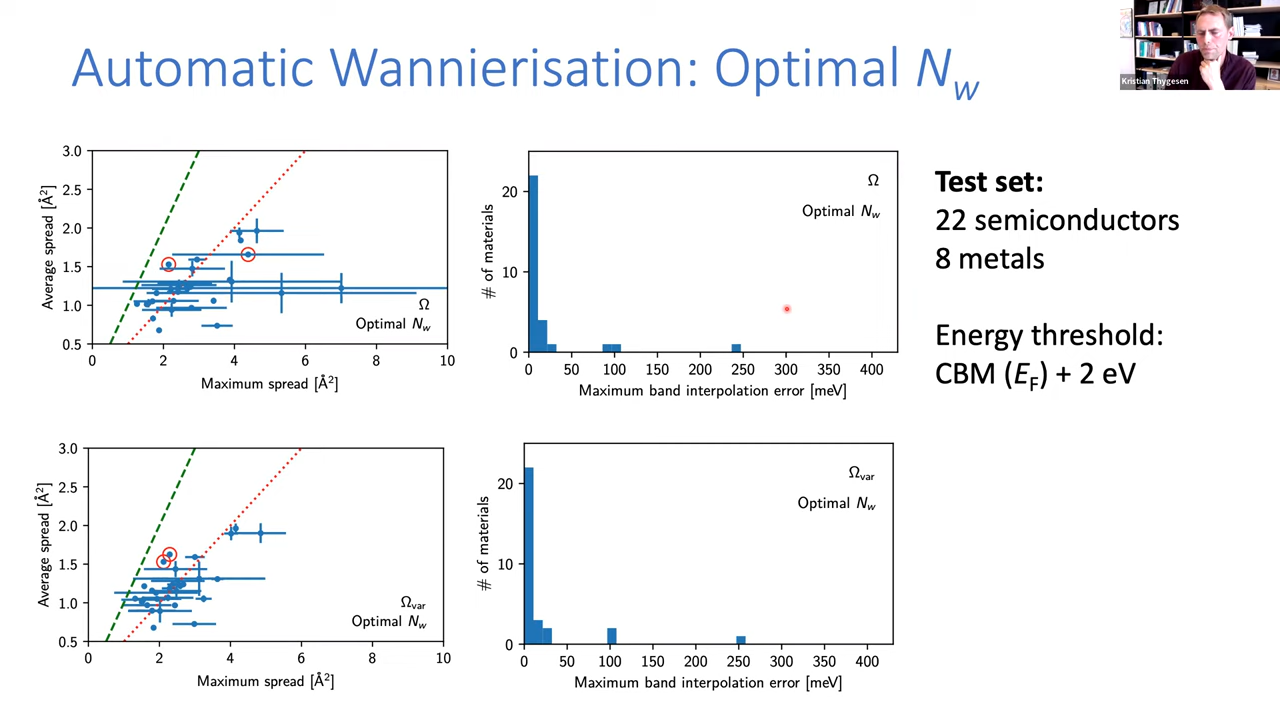 Automatic Wannierisation: Optimal N_w
Kristian Thygesen
3.0
2.5
2.0
1.5
1.0
0.5
Average spread [Å²]
0 2 4 6 8 10
Maximum spread [Å²]
Ω
Optimal N_w
20
10
0
# of materials
0 50 100 150 200 250 300 350 400
Maximum band interpolation error [meV]
Ω
Optimal N_w
Test set:
22 semiconductors
8 metals
Energy threshold:
CBM (E_F) + 2 eV
3.0
2.5
2.0
1.5
1.0
0.5
Average spread [Å²]
0 2 4 6 8 10
Maximum spread [Å²]
Ω_var
Optimal N_w
20
10
0
# of materials
0 50 100 150 200 250 300 350 400
Maximum band interpolation error [meV]
Ω_var
Optimal N_w